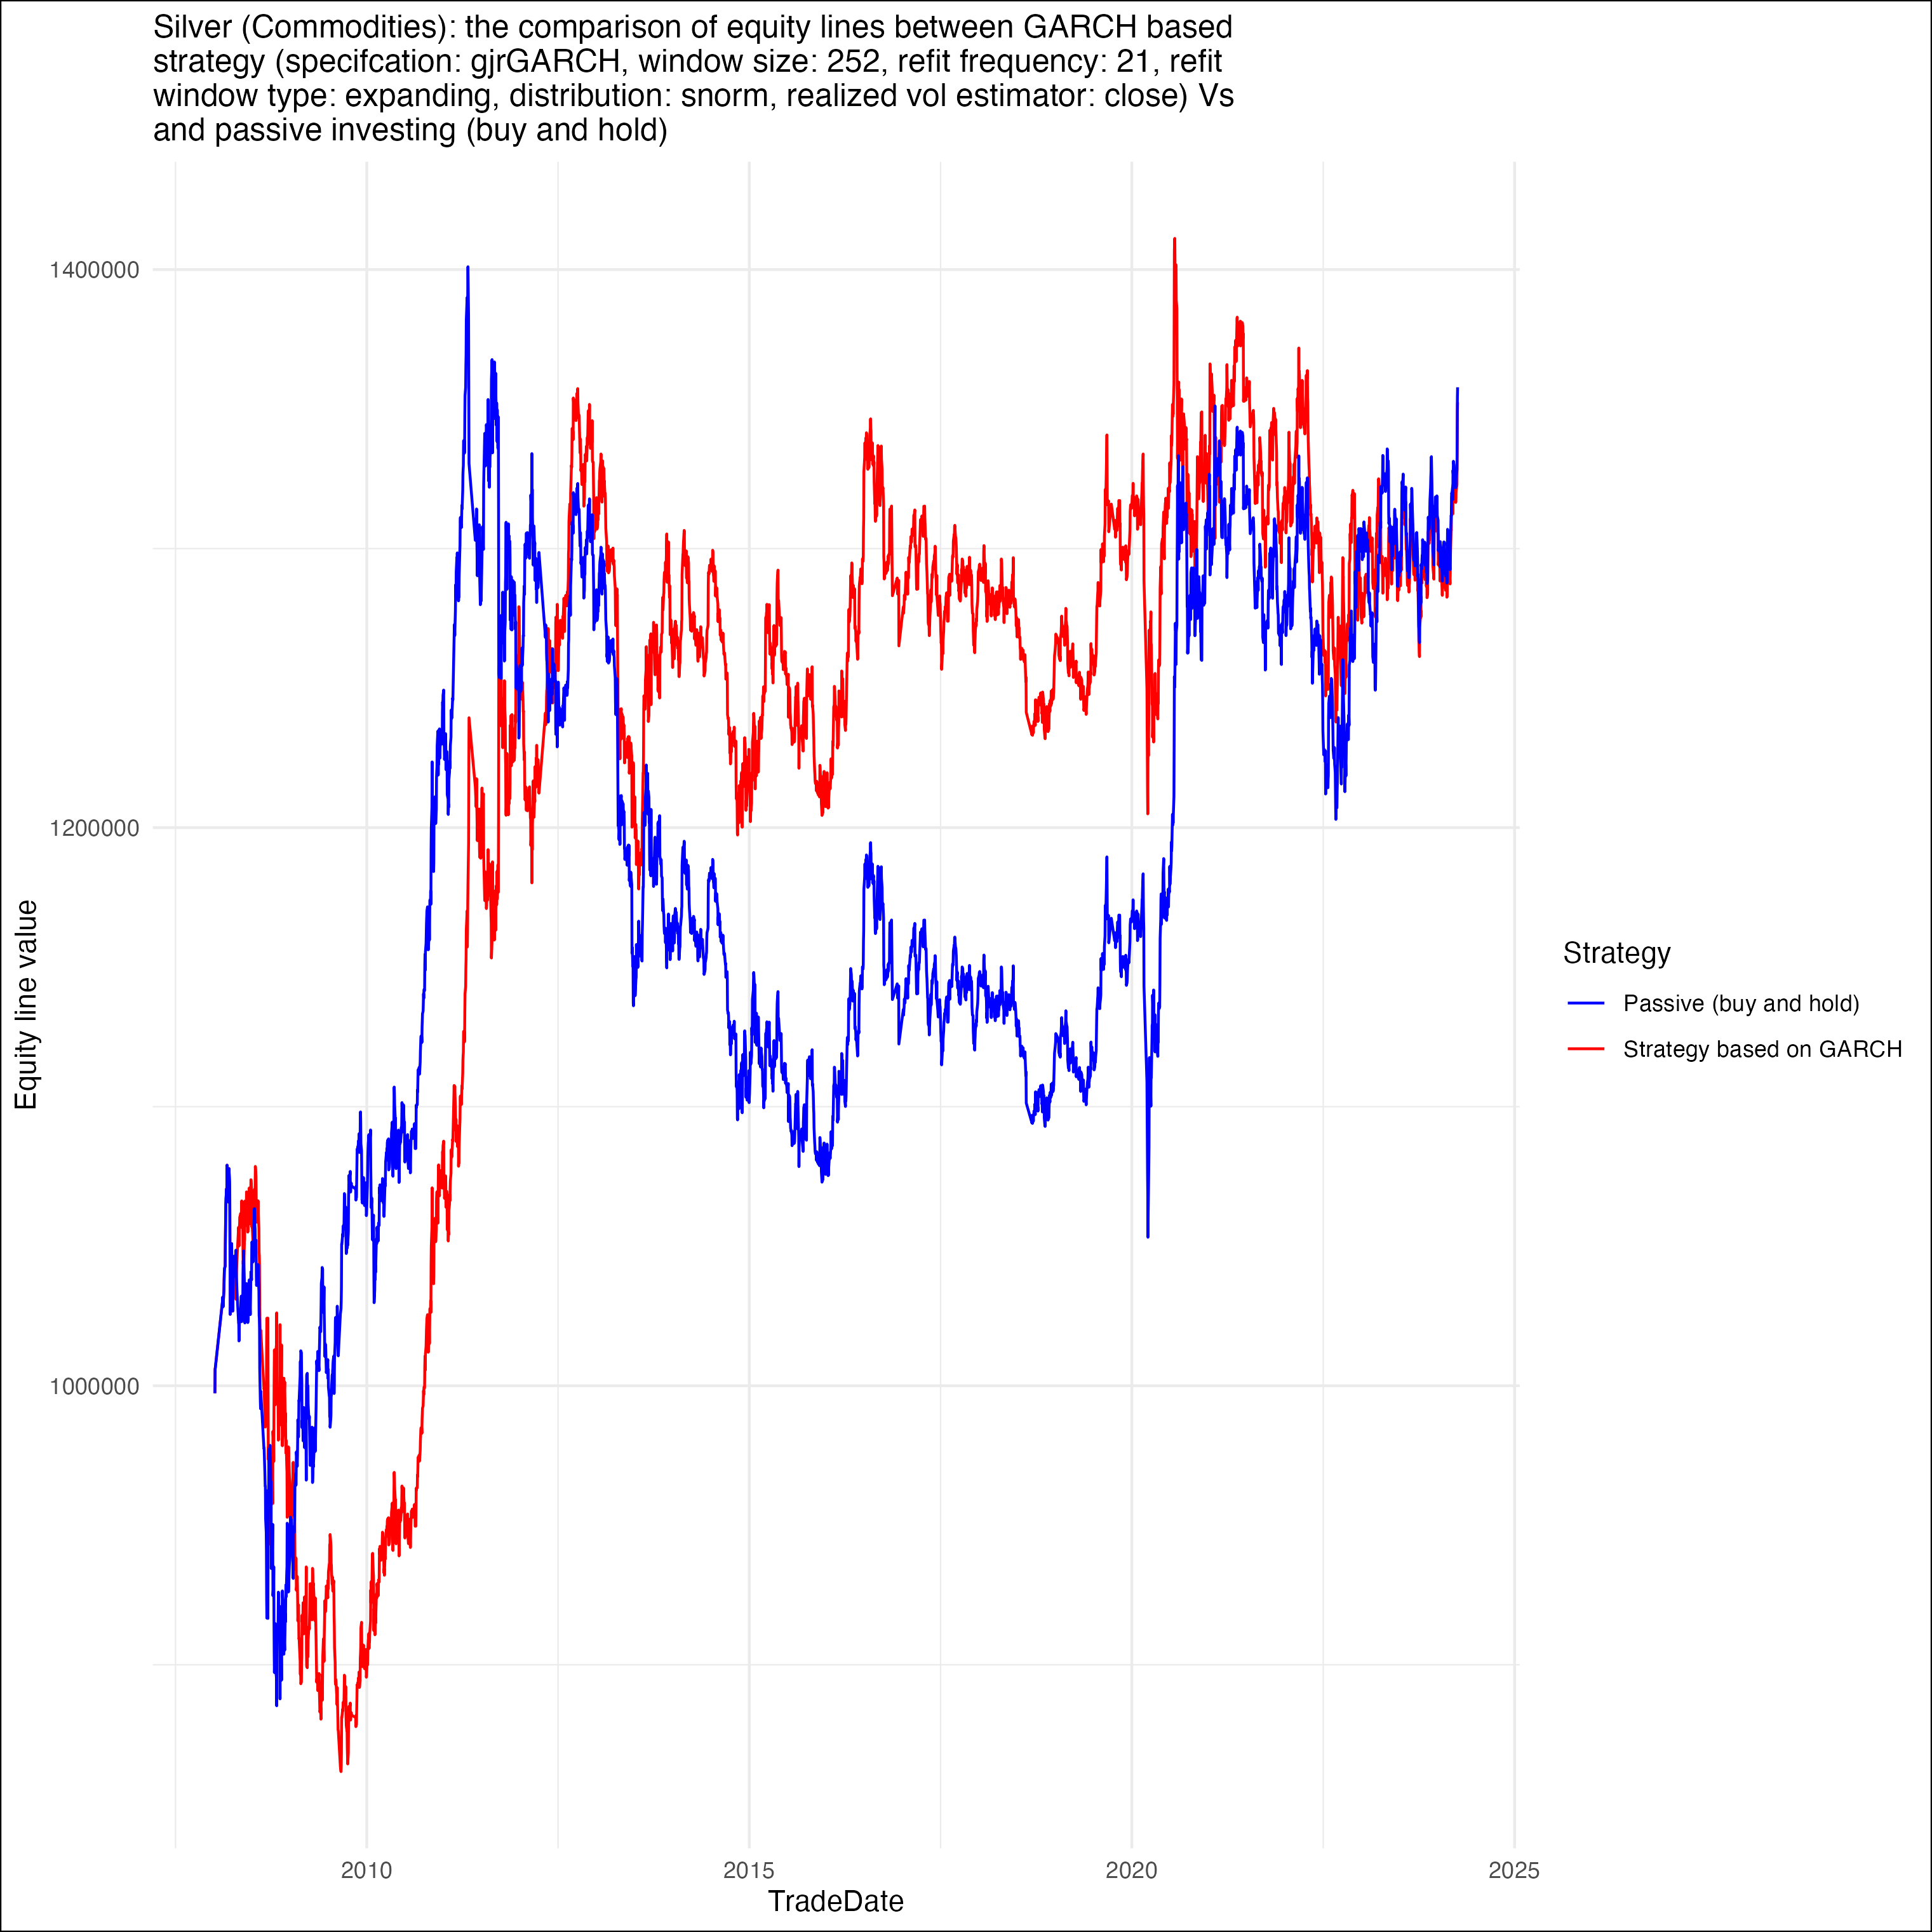 Silver (Commodities): the comparison of equity lines between GARCH based
strategy (specifcation: gjrGARCH, window size: 252, refit frequency: 21, refit
window type: expanding, distribution: snorm, realized vol estimator: close) Vs
and passive investing (buy and hold)
1400000
1200000
1000000
Equity line value
2010
2015
2020
2025
TradeDate
Strategy
Passive (buy and hold)
Strategy based on GARCH